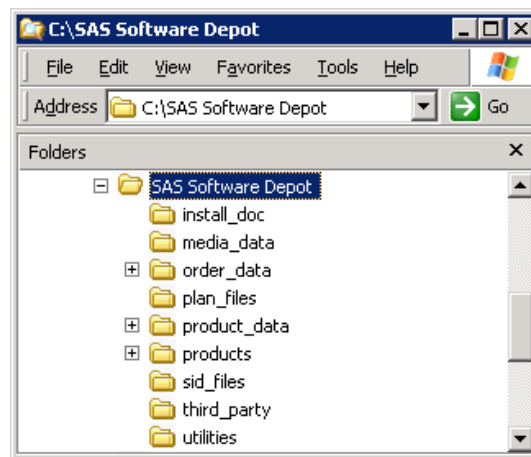 C:\SAS Software Depot
File Edit View Favorites Tools Help
Address C:\SAS Software Depot Go
Folders
SAS Software Depot
install_doc
media_data
order_data
plan_files
product_data
products
sid_files
third_party
utilities